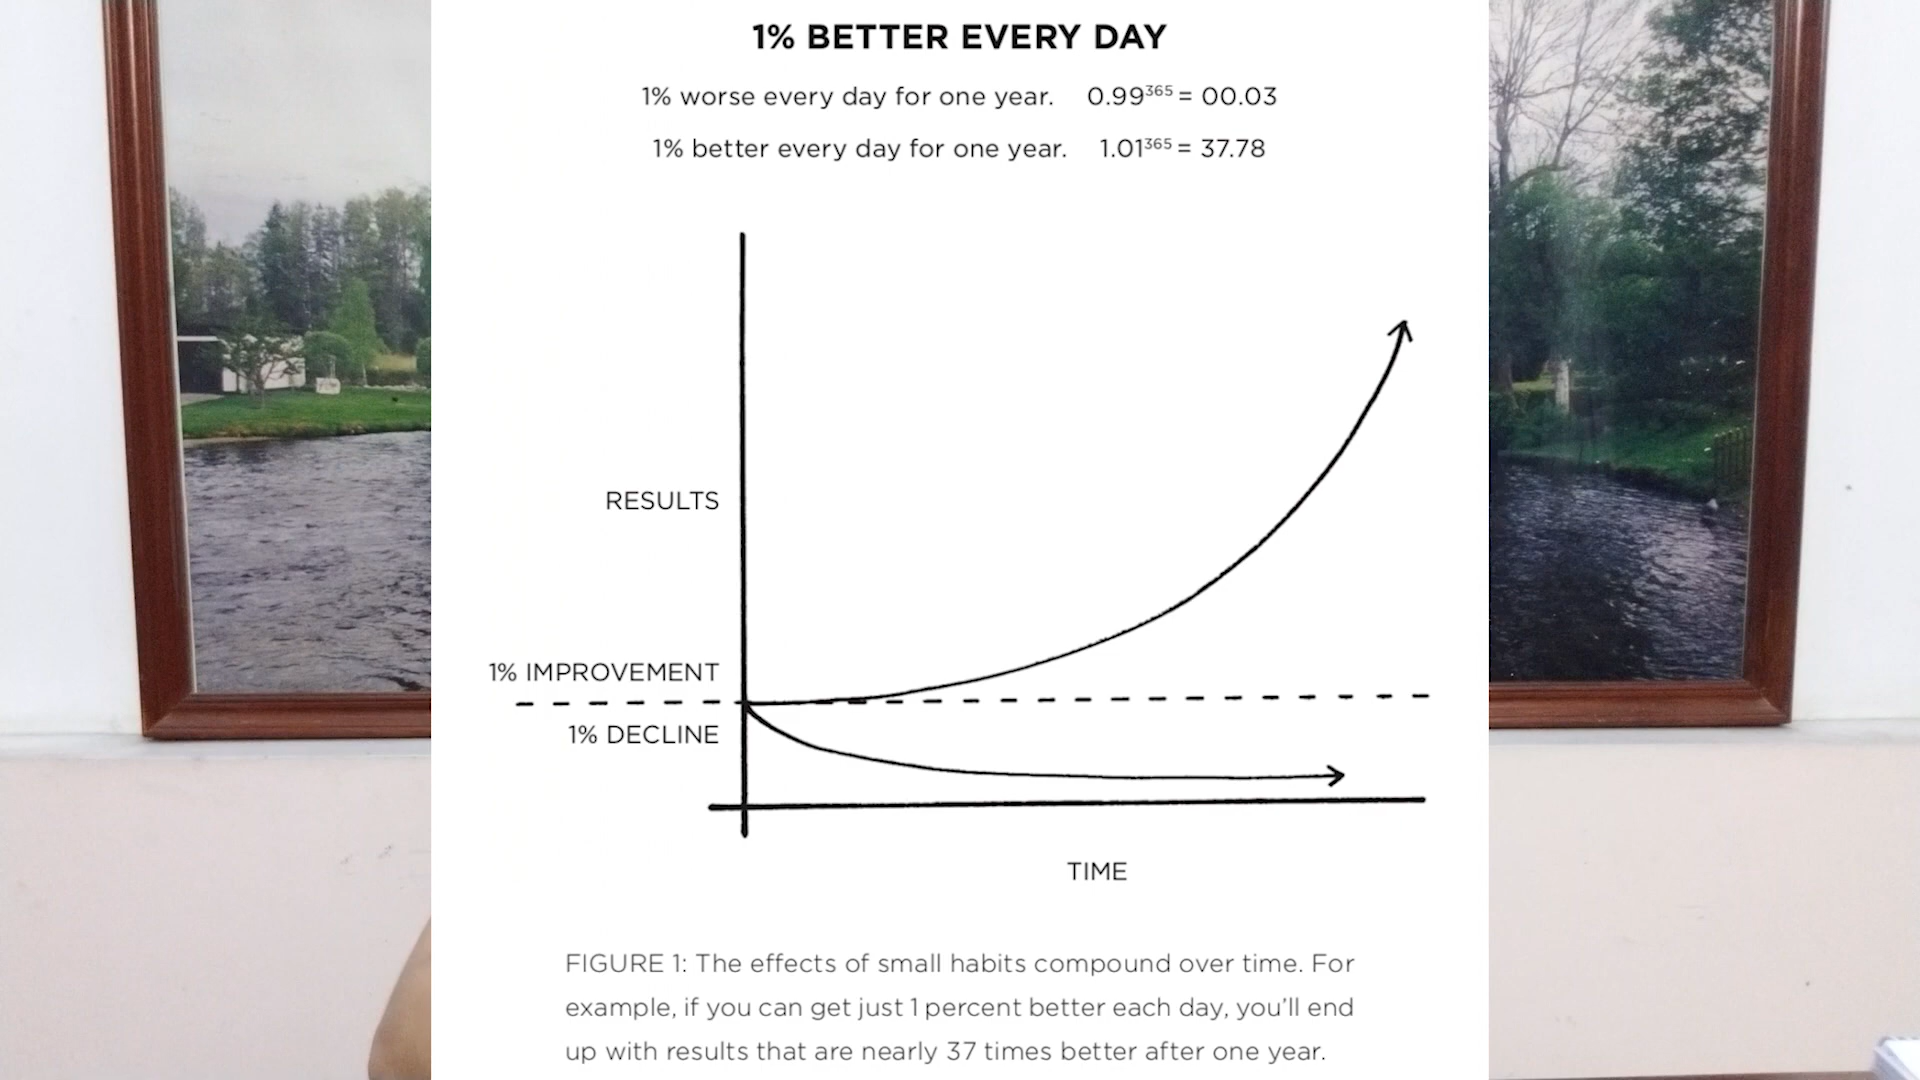 1% BETTER EVERY DAY
1% worse every day for one year. 0.99³⁶⁵ = 00.03
1% better every day for one year. 1.01³⁶⁵ = 37.78
RESULTS
1% IMPROVEMENT
1% DECLINE
TIME
FIGURE 1: The effects of small habits compound over time. For
example, if you can get just 1 percent better each day, you’ll end
up with results that are nearly 37 times better after one year.